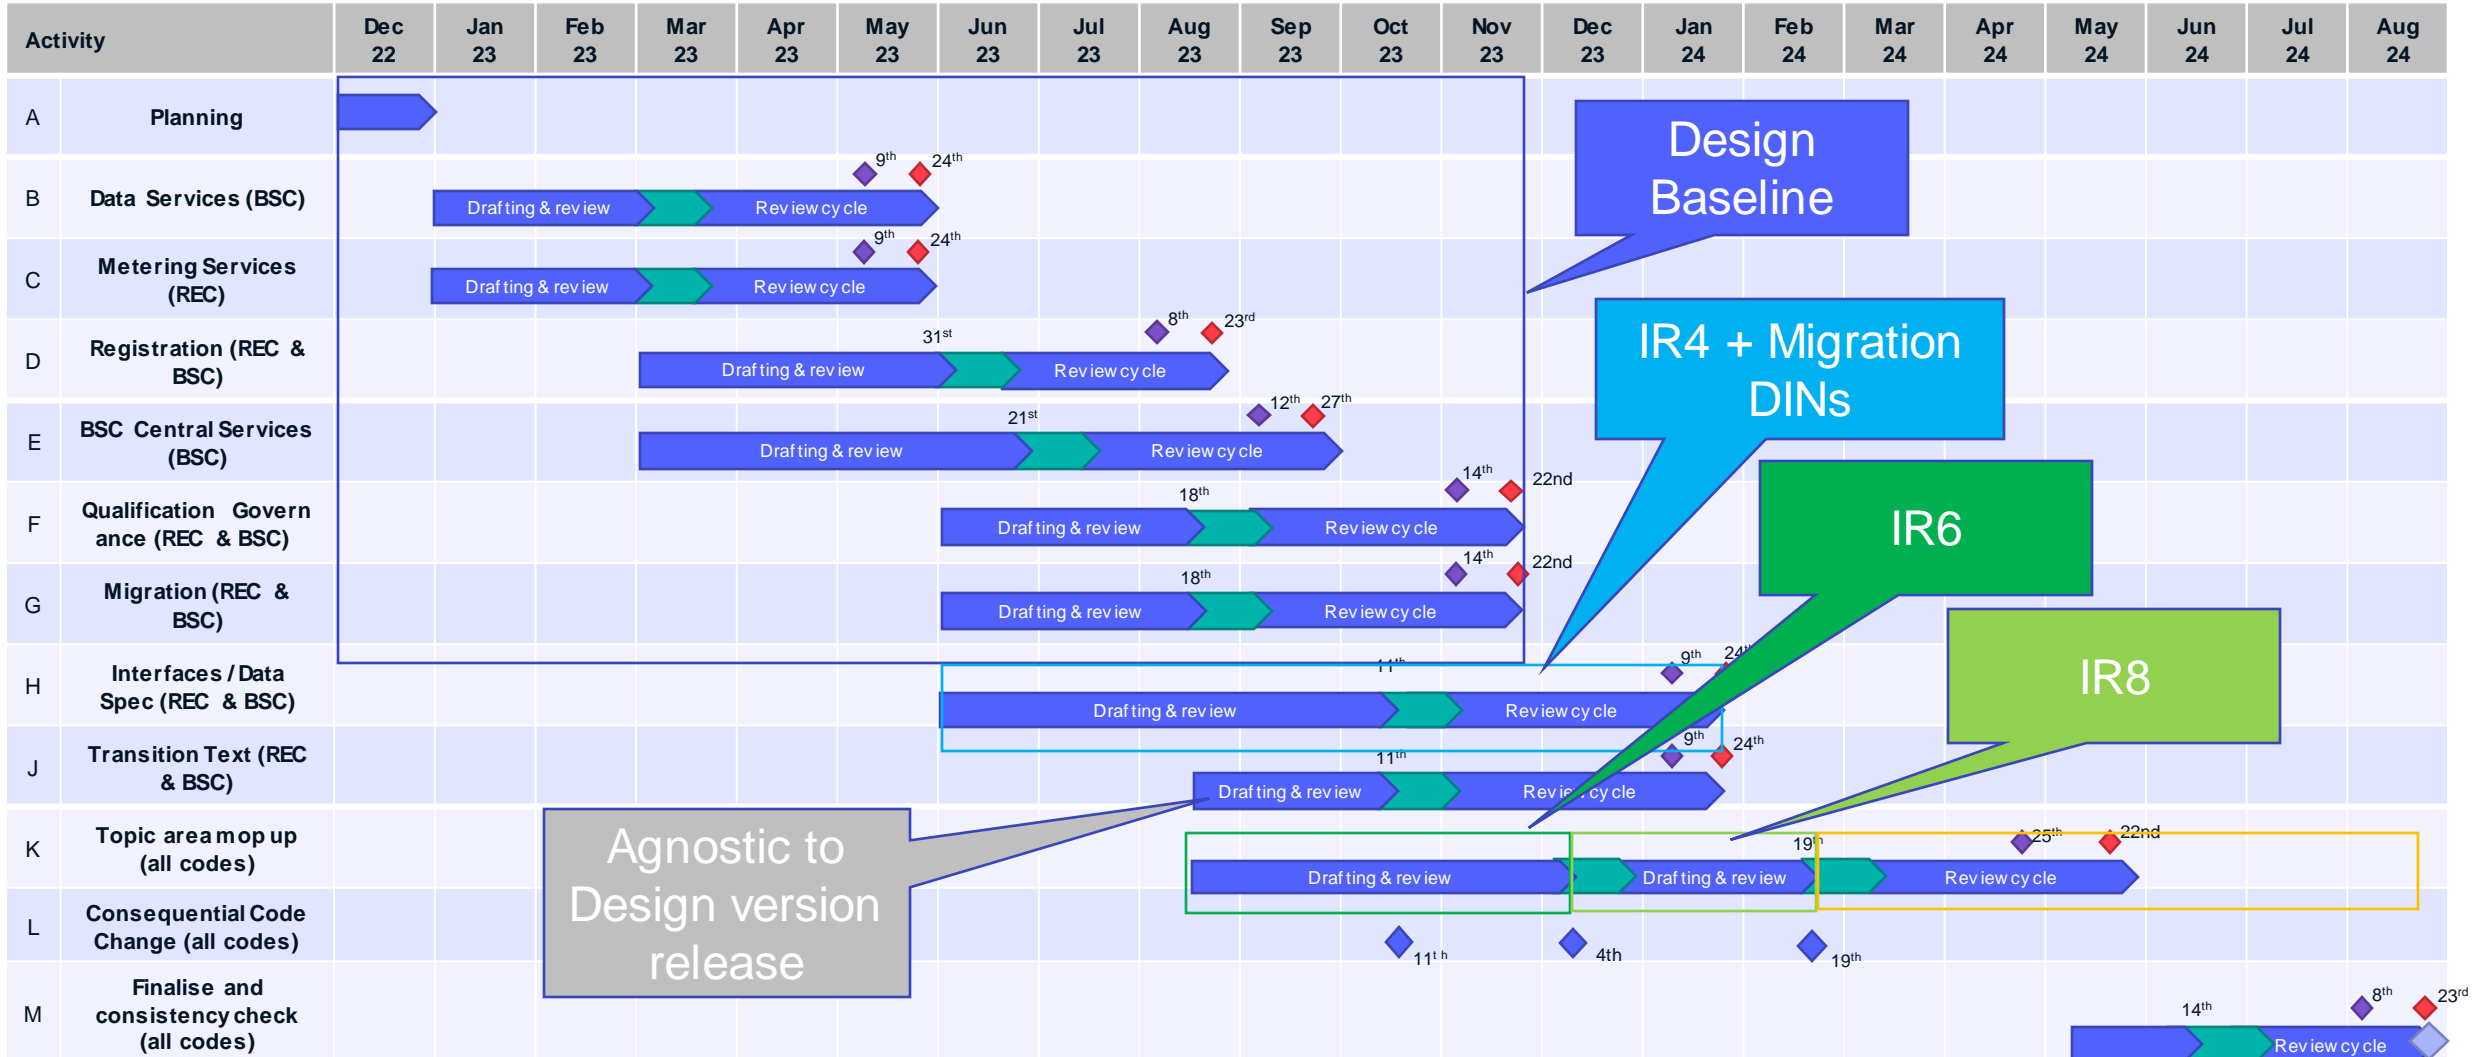 Activity
Dec 22
Jan 23
Feb 23
Mar 23
Apr 23
May 23
Jun 23
Jul 23
Aug 23
Sep 23
Oct 23
Nov 23
Dec 23
Jan 24
Feb 24
Mar 24
Apr 24
May 24
Jun 24
Jul 24
Aug 24
A
Planning
Design
Baseline
B
Data Services (BSC)
9th
24th
Drafting & review
Review cycle
C
Metering Services
(REC)
9th
24th
Drafting & review
Review cycle
D
Registration (REC &
BSC)
31st
8th
23rd
Drafting & review
Review cycle
IR4 + Migration
DINs
E
BSC Central Services
(BSC)
21st
12th
27th
Drafting & review
Review cycle
F
Qualification Govern
ance (REC & BSC)
18th
14th
22nd
Drafting & review
Review cycle
IR6
G
Migration (REC &
BSC)
18th
14th
22nd
Drafting & review
Review cycle
H
Interfaces / Data
Spec (REC & BSC)
11th
9th
24th
Drafting & review
Review cycle
IR8
J
Transition Text (REC
& BSC)
11th
9th
24th
Drafting & review
Review cycle
Agnostic to
Design version
release
K
Topic area mop up
(all codes)
19th
25th
22nd
Drafting & review
Drafting & review
Review cycle
L
Consequential Code
Change (all codes)
11th
4th
19th
M
Finalise and
consistency check
(all codes)
14th
8th
23rd
Review cycle